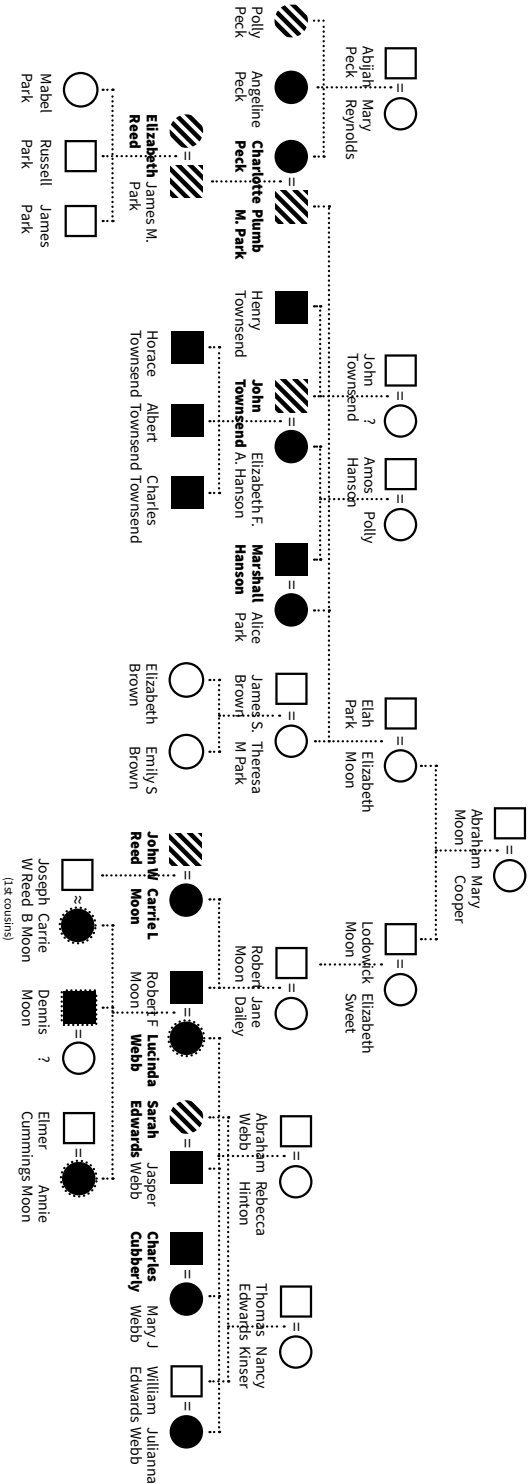 Abraham
Moon
Mary
Cooper
Abijah
Peck
Mary
Reynolds
John
Townsend
?
Amos
Hanson
Polly
Elah
Park
Elizabeth
Moon
Lodowick
Moon
Elizabeth
Sweet
Polly
Peck
Angeline
Peck
Charlotte
Peck
Plumb
M. Park
Henry
Townsend
John
Townsend
Elizabeth F.
A. Hanson
Marshall
Hanson
Alice
Park
James S.
Brown
Theresa
M Park
Robert
Moon
Jane
Dailey
Abraham
Webb
Rebecca
Hinton
Thomas
Edwards
Nancy
Kinser
Elizabeth
Reed
James M.
Park
Horace
Townsend
Albert
Townsend
Charles
Townsend
Elizabeth
Brown
Emily S
Brown
John W
Reed
Carrie L
Moon
Robert F
Moon
Lucinda
Webb
Sarah
Edwards
Jasper
Webb
Charles
Cubberly
Mary J
Webb
William
Edwards
Julianna
Webb
Mabel
Park
Russell
Park
James
Park
Joseph
W Reed
Carrie
B Moon
(1st cousins)
Dennis
Moon
?
Elmer
Cummings
Annie
Moon